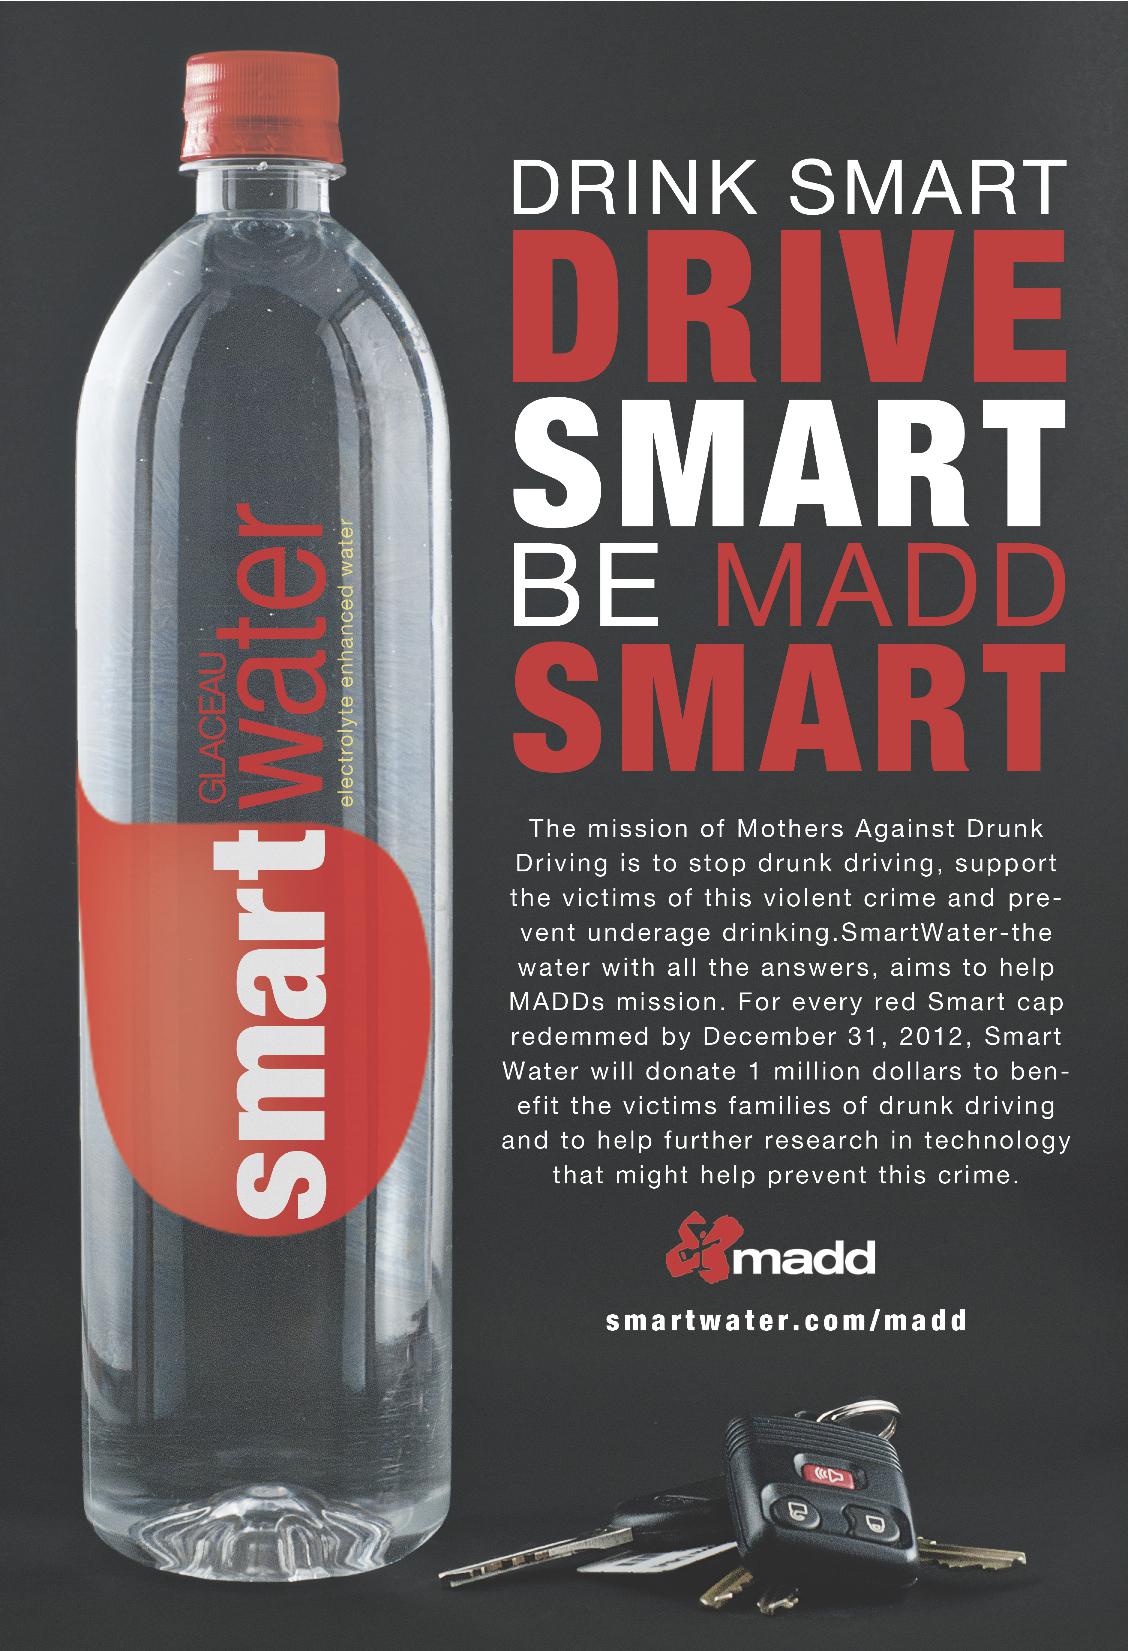 DRINK SMART
DRIVE
SMART
BE MADD
SMART
GLACEAU
smartwater
electrolyte enhanced water
The mission of Mothers Against Drunk
Driving is to stop drunk driving, support
the victims of this violent crime and pre-
vent underage drinking.SmartWater-the
water with all the answers, aims to help
MADDs mission. For every red Smart cap
redemmed by December 31, 2012, Smart
Water will donate 1 million dollars to ben-
efit the victims families of drunk driving
and to help further research in technology
that might help prevent this crime.
madd
smartwater.com/madd